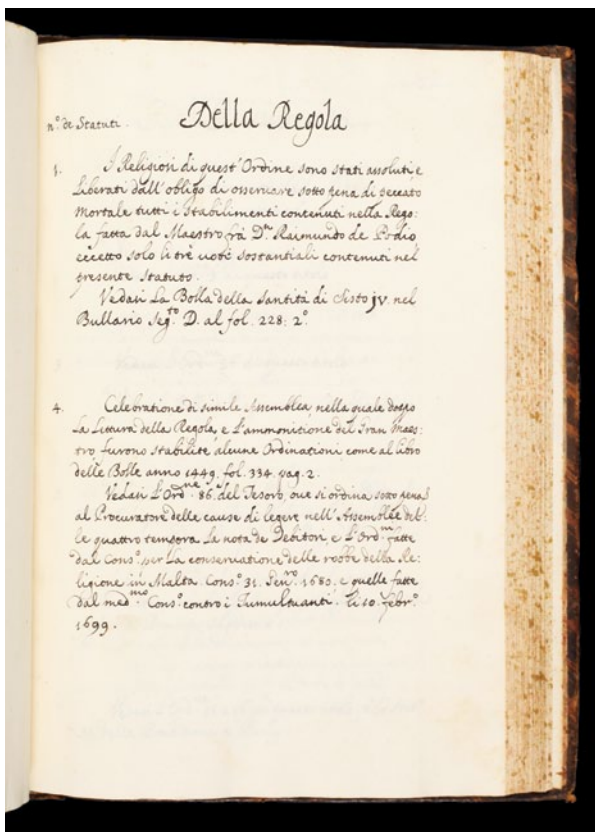 Della Regola
n.º de Statuti.
1. I Religiosi di quest'Ordine sono stati assoluti, e
Liberati dall'obligo di osservare sotto pena di peccato
mortale tutti i Stabilimenti contenuti nella Rego:
la fatta dal Maestro frà D.n Raimundo de Podio
eccetto solo li trè voti sostantiali contenuti nel
presente Statuto.
Vedasi La Bolla della Santità di Sisto jv. nel
Bullario Seg.to D. al fol. 228: 2º.
4. Celebratione di simile Assemblea, nella quale doppo
La Lettura della Regola, e l'ammonitione del Gran Maes:
tro furono stabilite alcune Ordinationi come al libro
delle Bolle anno 1449. fol. 334. pag. 2.
Vedasi l'Ord.ne 86. del Tesoro, ove si ordina sotto pena
al Procuratore delle cause di legere nell'Assemblee del:
le quattro tempora La nota de Debitori, e l'Ord.ni fatte
dal Cons.º per La conservatione delle robbe della Re:
ligione in Malta. Cons.º 31. Gen.ro 1680. e quelle fatte
dal med.mo Cons.º contro i Tumultuanti. li 10. febr.º
1699.